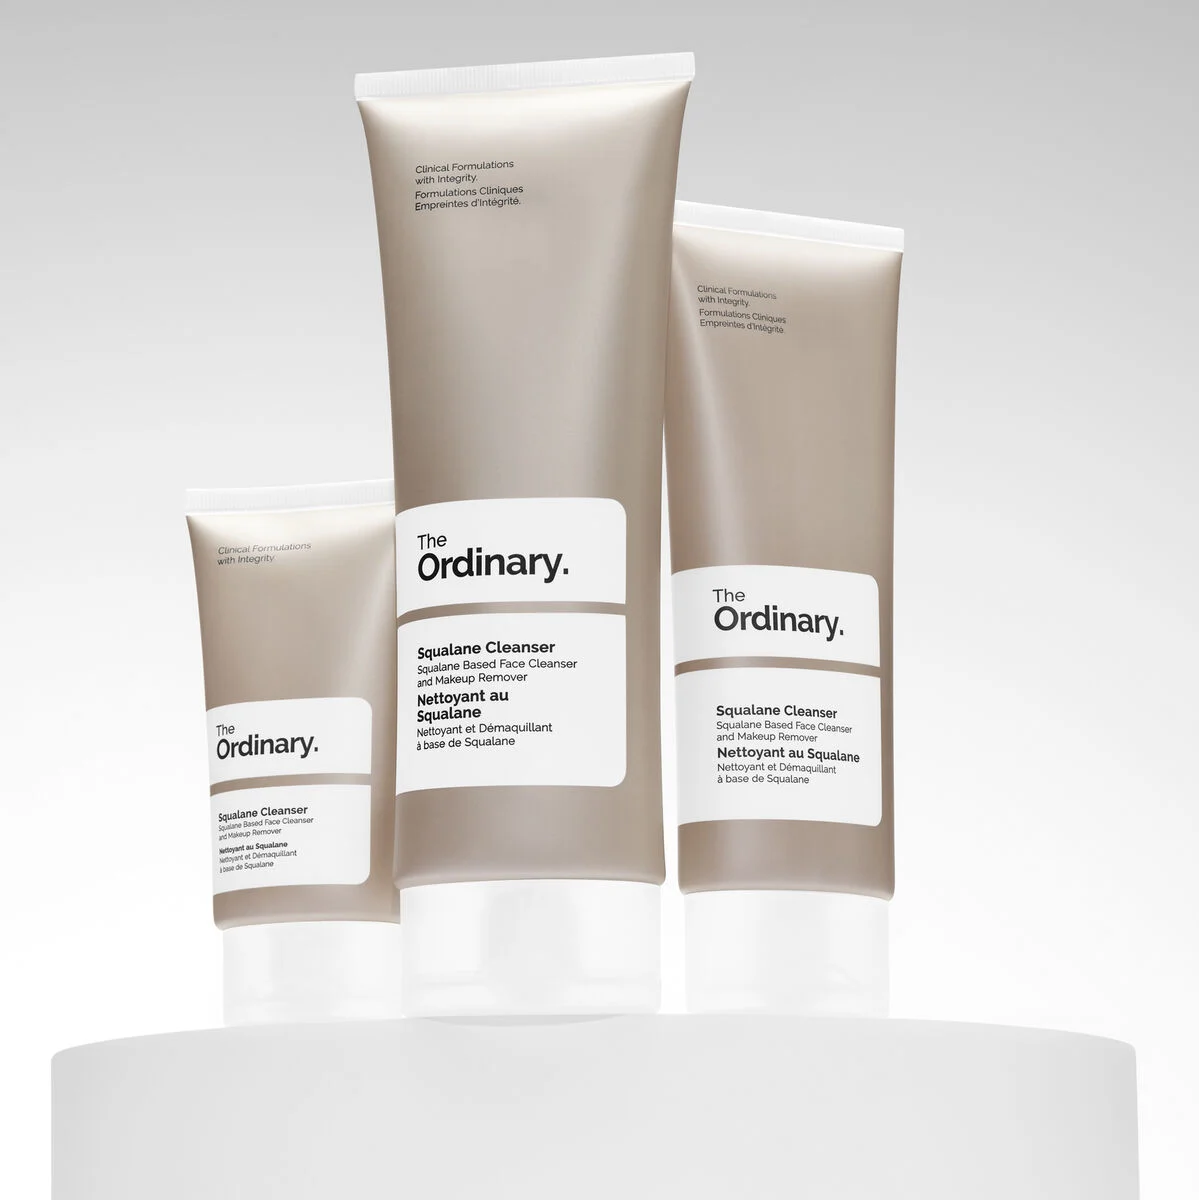 Clinical Formulations
with Integrity.
Formulations Cliniques
Empreintes d'Intégrité.
The
Ordinary.
Squalane Cleanser
Squalane Based Face Cleanser
and Makeup Remover
Nettoyant au
Squalane
Nettoyant et Démaquillant
à base de Squalane
Clinical Formulations
with Integrity.
Formulations Cliniques
Empreintes d'Intégrité.
The
Ordinary.
Squalane Cleanser
Squalane Based Face Cleanser
and Makeup Remover
Nettoyant au Squalane
Nettoyant et Démaquillant
à base de Squalane
Clinical Formulations
with Integrity.
The
Ordinary.
Squalane Cleanser
Squalane Based Face Cleanser
and Makeup Remover
Nettoyant au Squalane
Nettoyant et Démaquillant
à base de Squalane